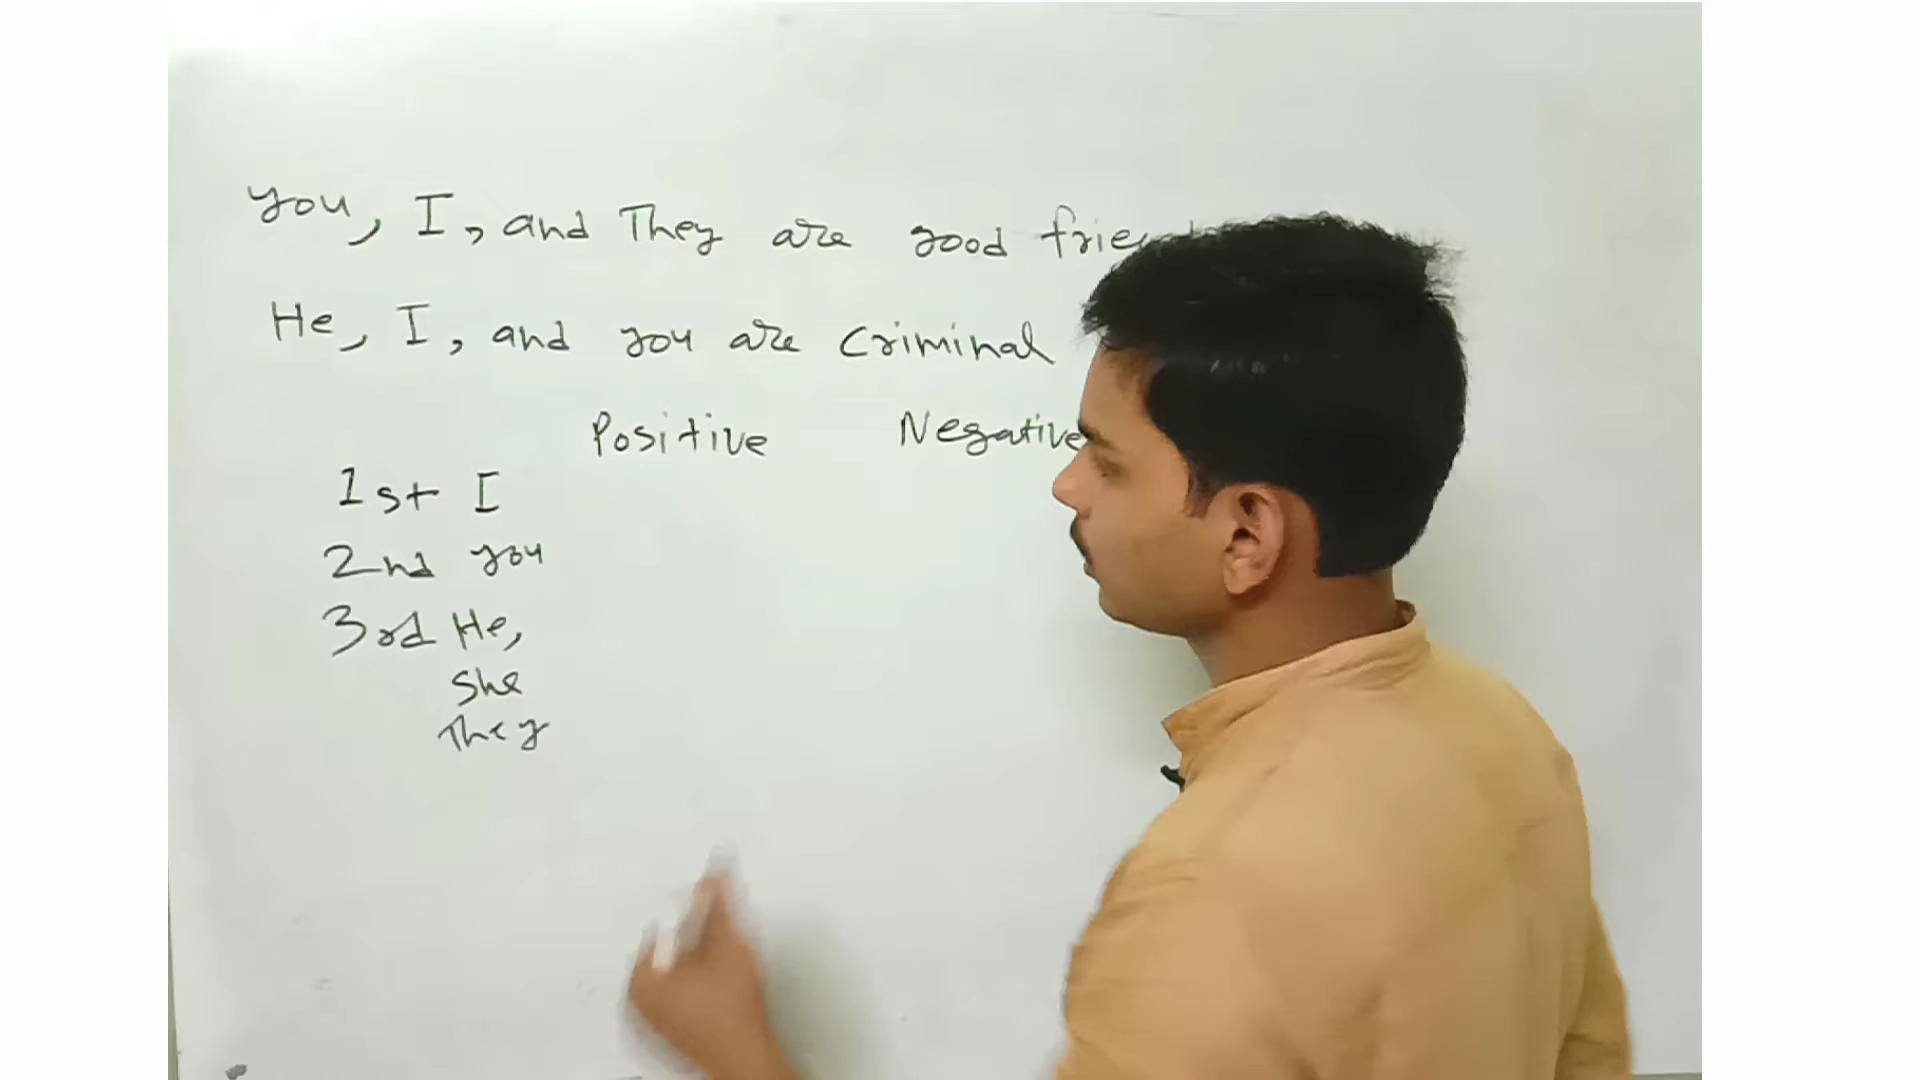 you, I, and They are good
He, I, and you are criminal
Positive Negative
1st I
2nd you
3rd He,
she
They